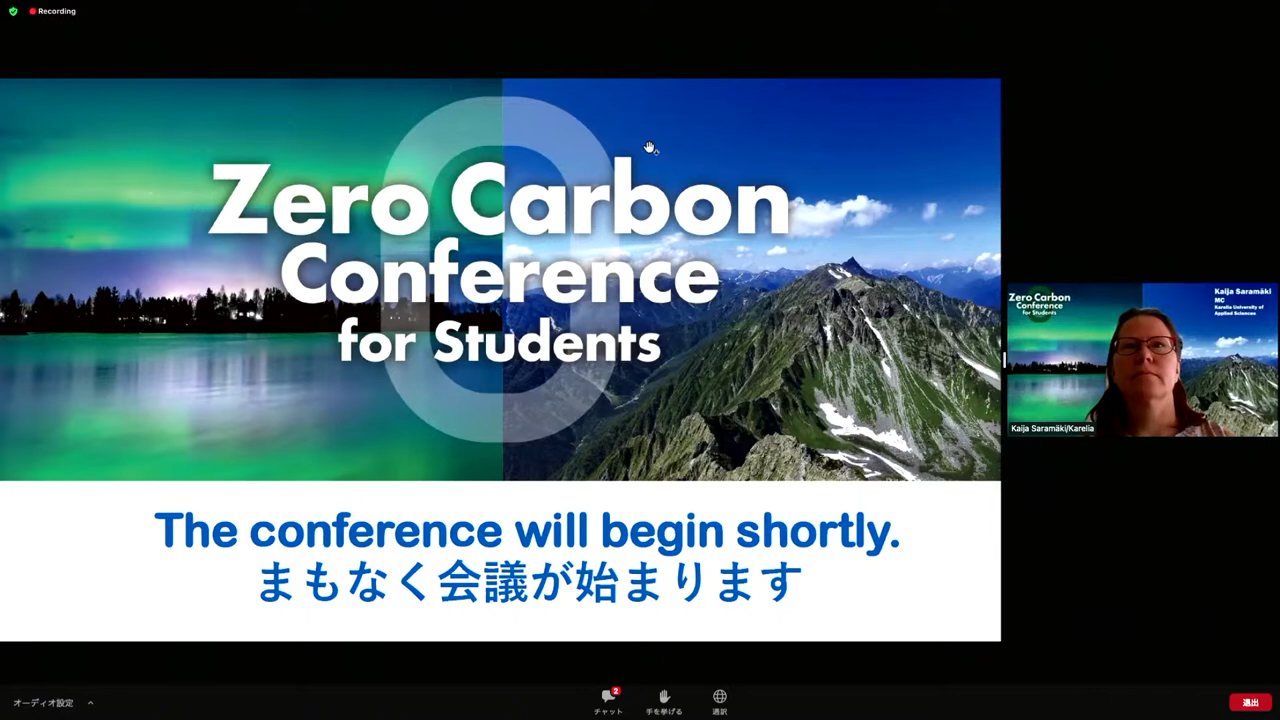 Recording
Zero Carbon
Conference
for Students
The conference will begin shortly.
まもなく会議が始まります
Zero Carbon
Conference
for Students
Kaija Saramäki
MC
Karelia University of
Applied Sciences
Kaija Saramäki/Karelia
オーディオ設定
2
チャット
手を挙げる
通訳
退出